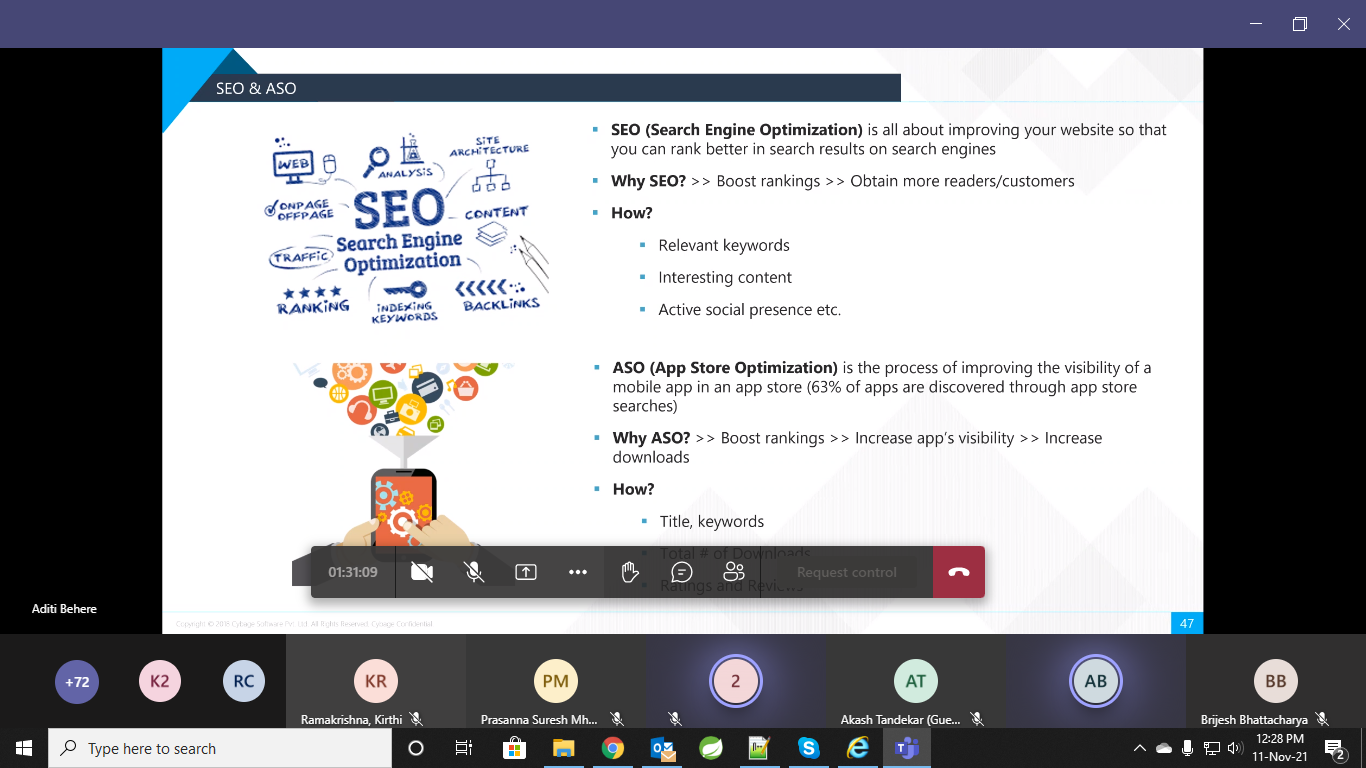 SEO & ASO
WEB
ANALYSIS
SITE
ARCHITECTURE
ONPAGE
OFFPAGE
SEO
CONTENT
Search Engine
Optimization
TRAFFIC
RANKING
INDEXING
KEYWORDS
BACKLINKS
SEO (Search Engine Optimization) is all about improving your website so that
you can rank better in search results on search engines
Why SEO? >> Boost rankings >> Obtain more readers/customers
How?
Relevant keywords
Interesting content
Active social presence etc.
ASO (App Store Optimization) is the process of improving the visibility of a
mobile app in an app store (63% of apps are discovered through app store
searches)
Why ASO? >> Boost rankings >> Increase app's visibility >> Increase
downloads
How?
Title, keywords
Total # of Downloads
Ratings and Reviews
01:31:09
Request control
Aditi Behere
Copyright © 2016 Cybage Software Pvt. Ltd. All Rights Reserved. Cybage Confidential.
47
+72
K2
RC
KR
PM
2
AT
AB
BB
Ramakrishna, Kirthi
Prasanna Suresh Mh...
Akash Tandekar (Gue...
Brijesh Bhattacharya
Type here to search
12:28 PM
11-Nov-21
2